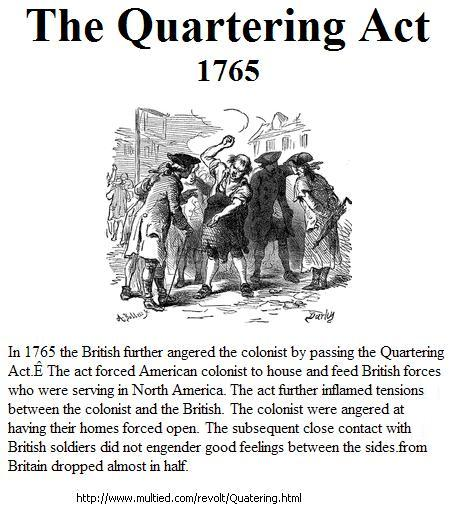 The Quartering Act
1765
Darley
In 1765 the British further angered the colonist by passing the Quartering
Act.Ê The act forced American colonist to house and feed British forces
who were serving in North America. The act further inflamed tensions
between the colonist and the British. The colonist were angered at
having their homes forced open. The subsequent close contact with
British soldiers did not engender good feelings between the sides.from
Britain dropped almost in half.
http://www.multied.com/revolt/Quatering.html